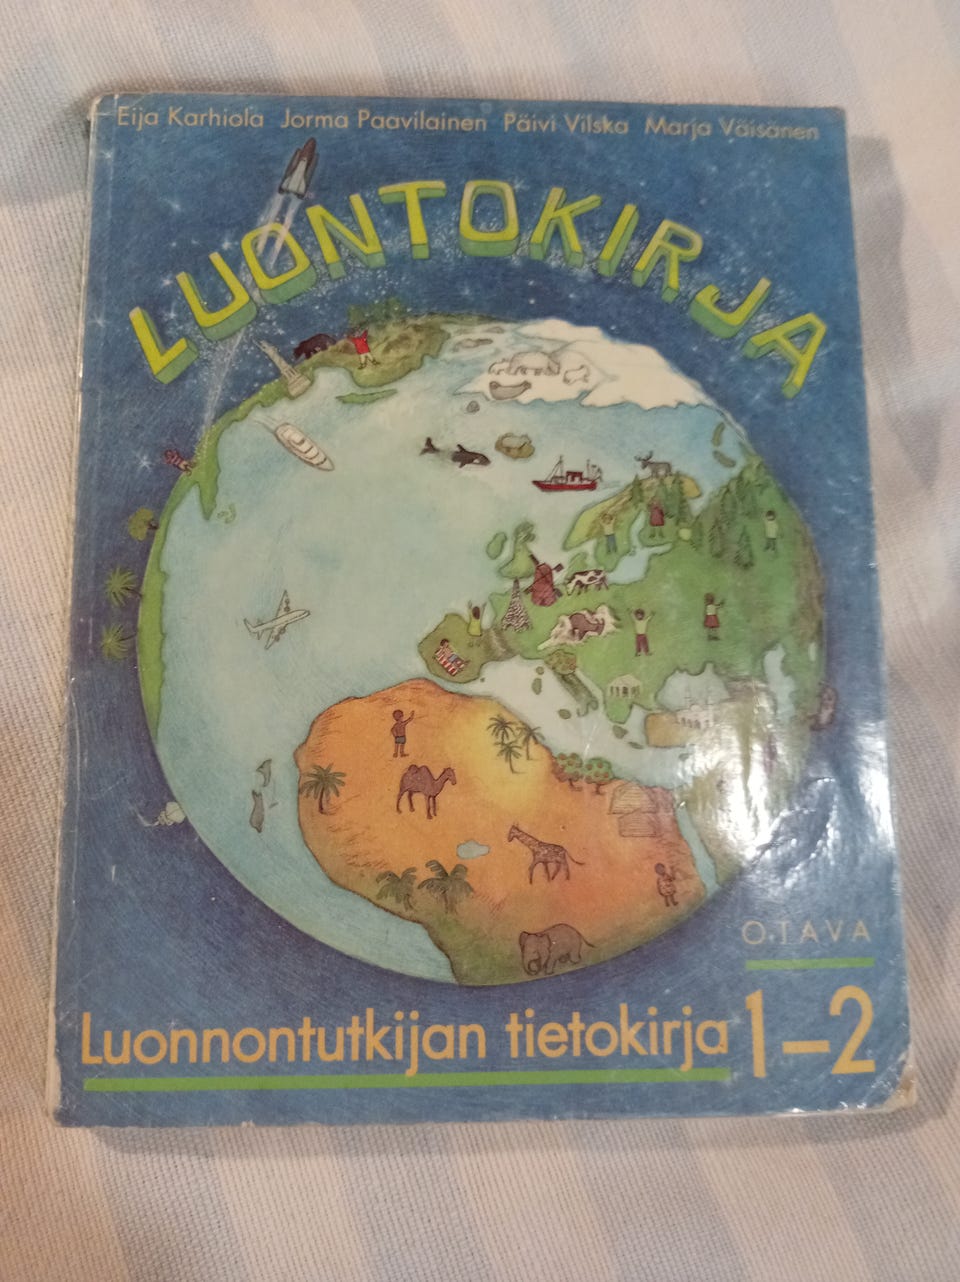 Eija Karhiola Jorma Paavilainen Päivi Vilska Marja Väisänen
LUONTOKIRJA
OTAVA
Luonnontutkijan tietokirja 1–2